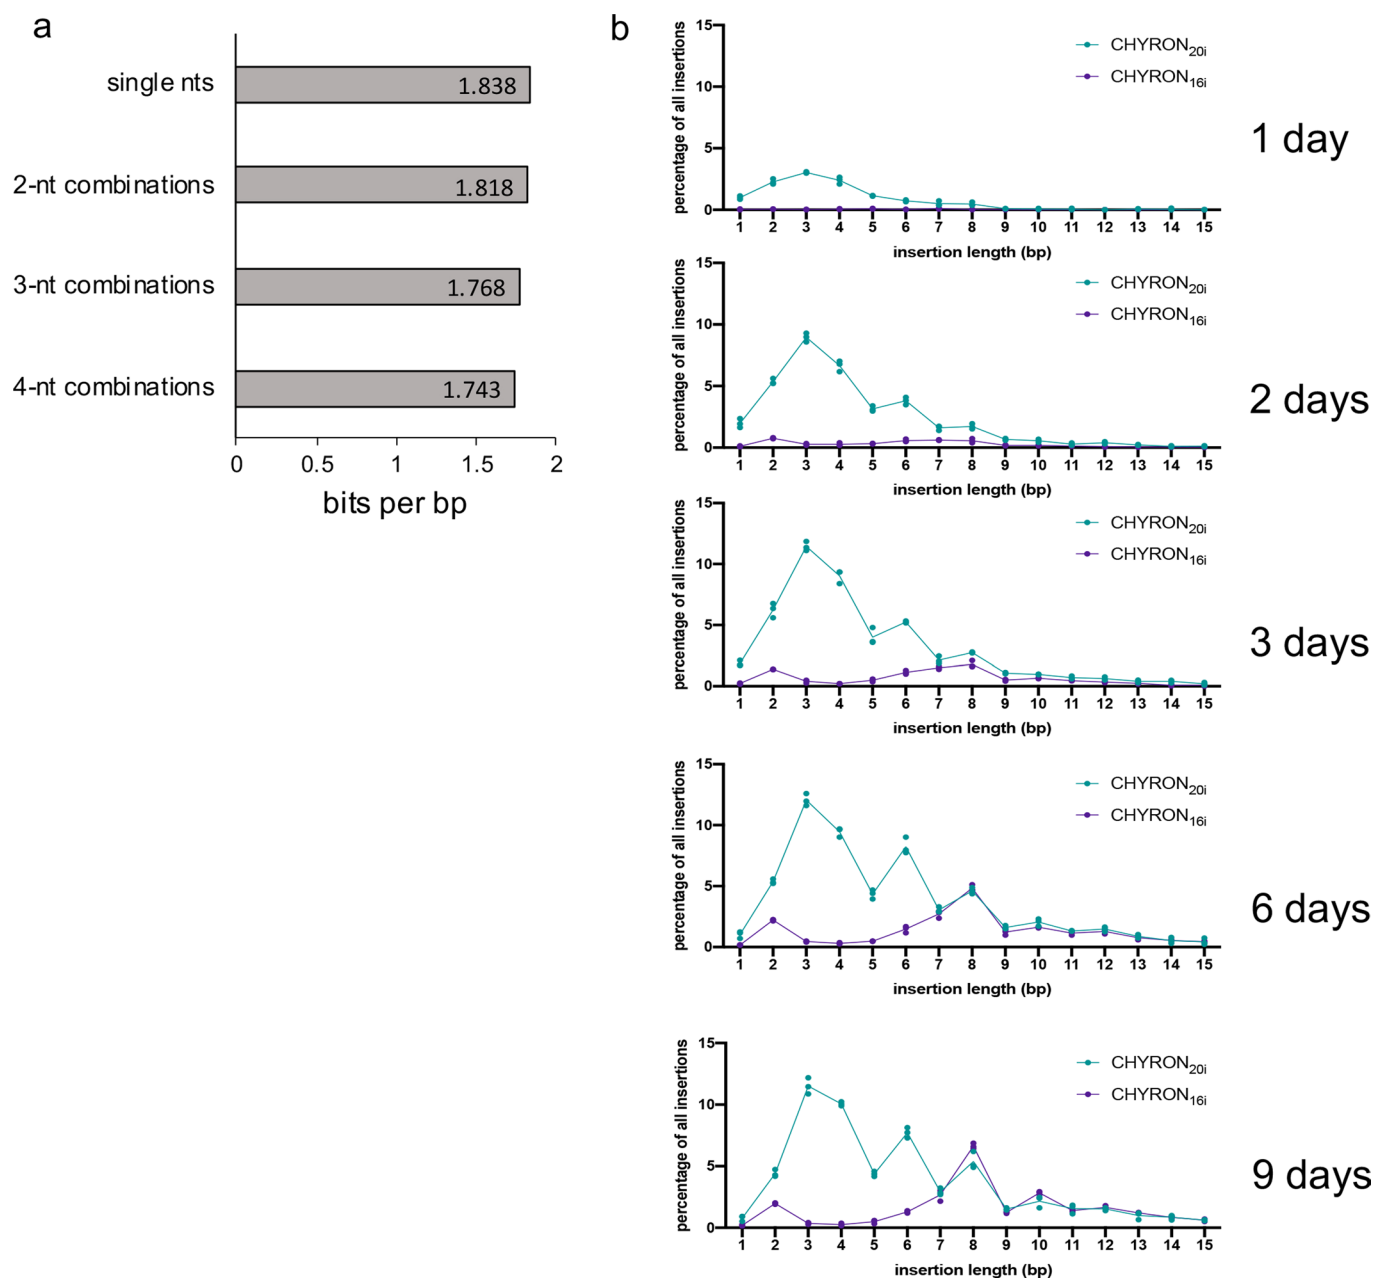 a
single nts
1.838
2-nt combinations
1.818
3-nt combinations
1.768
4-nt combinations
1.743
0 0.5 1 1.5 2
bits per bp
b
percentage of all insertions
15
10
5
0
CHYRON20i
CHYRON16i
1 2 3 4 5 6 7 8 9 10 11 12 13 14 15
insertion length (bp)
1 day
percentage of all insertions
15
10
5
0
CHYRON20i
CHYRON16i
1 2 3 4 5 6 7 8 9 10 11 12 13 14 15
insertion length (bp)
2 days
percentage of all insertions
15
10
5
0
CHYRON20i
CHYRON16i
1 2 3 4 5 6 7 8 9 10 11 12 13 14 15
insertion length (bp)
3 days
percentage of all insertions
15
10
5
0
CHYRON20i
CHYRON16i
1 2 3 4 5 6 7 8 9 10 11 12 13 14 15
insertion length (bp)
6 days
percentage of all insertions
15
10
5
0
CHYRON20i
CHYRON16i
1 2 3 4 5 6 7 8 9 10 11 12 13 14 15
insertion length (bp)
9 days